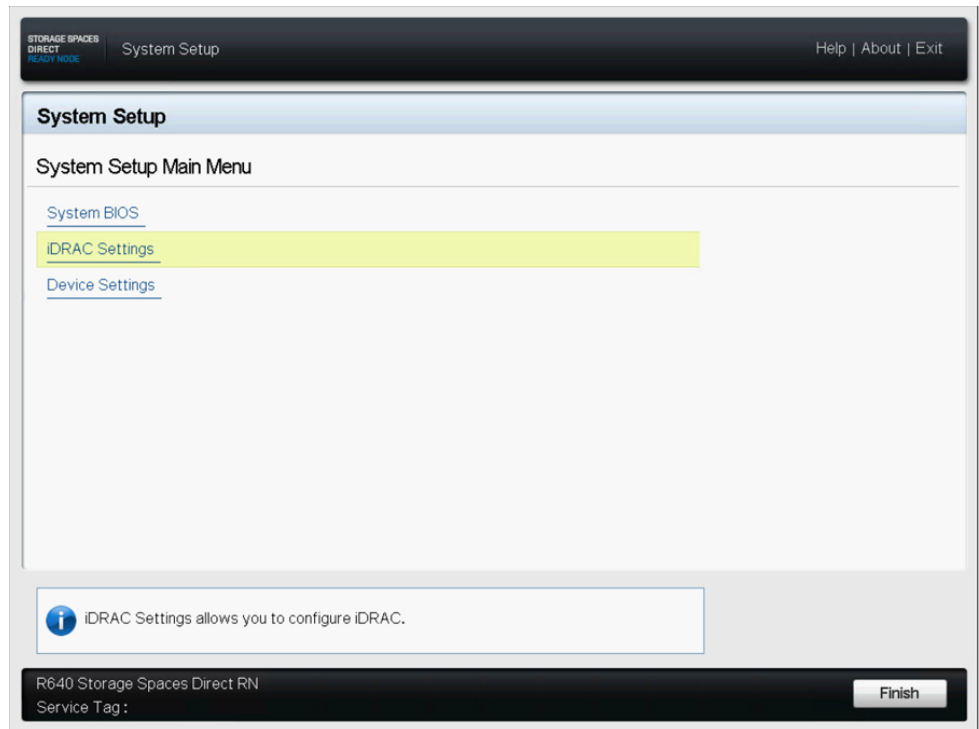 STORAGE SPACES
DIRECT
READY NODE
System Setup
Help | About | Exit
System Setup
System Setup Main Menu
System BIOS
iDRAC Settings
Device Settings
iDRAC Settings allows you to configure iDRAC.
R640 Storage Spaces Direct RN
Service Tag :
Finish